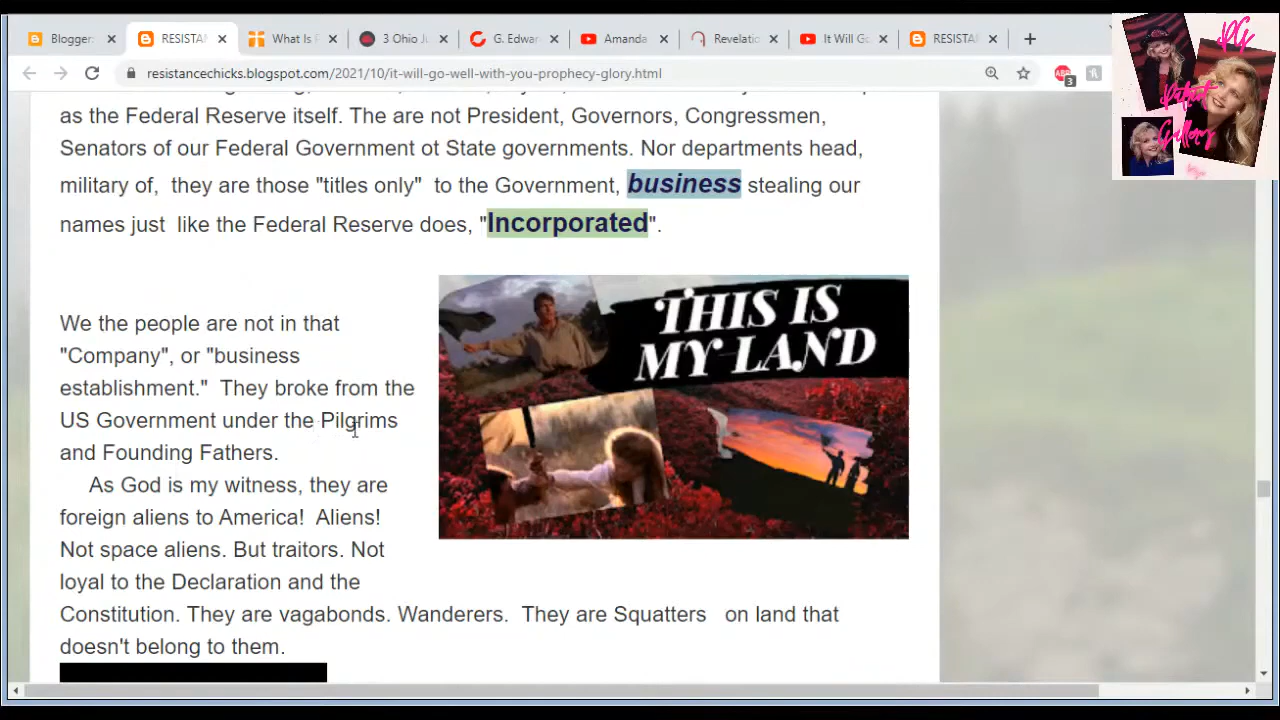 Blogger:
RESISTAN
What Is F
3 Ohio J
G. Edwar
Amanda
Revelatio
It Will Go
RESISTAN
resistancechicks.blogspot.com/2021/10/it-will-go-well-with-you-prophecy-glory.html
ABP
3
PG
Patriot
Gallery
as the Federal Reserve itself. The are not President, Governors, Congressmen,
Senators of our Federal Government ot State governments. Nor departments head,
military of, they are those "titles only" to the Government, business stealing our
names just like the Federal Reserve does, "Incorporated".
THIS IS
MY LAND
We the people are not in that
"Company", or "business
establishment." They broke from the
US Government under the Pilgrims
and Founding Fathers.
As God is my witness, they are
foreign aliens to America! Aliens!
Not space aliens. But traitors. Not
loyal to the Declaration and the
Constitution. They are vagabonds. Wanderers. They are Squatters on land that
doesn't belong to them.